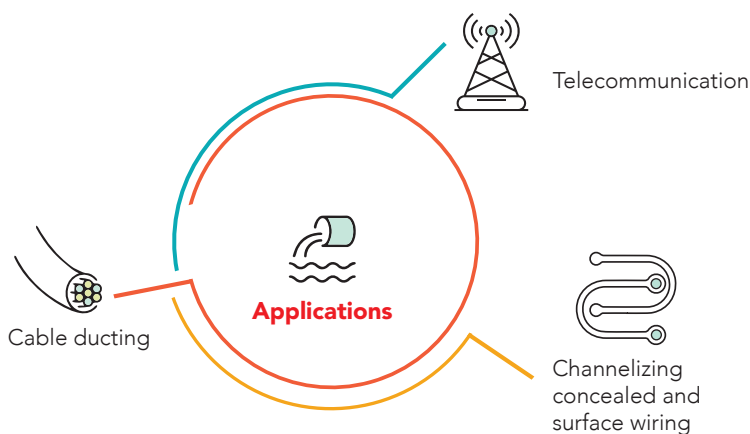 Telecommunication
Applications
Cable ducting
Channelizing
concealed and
surface wiring